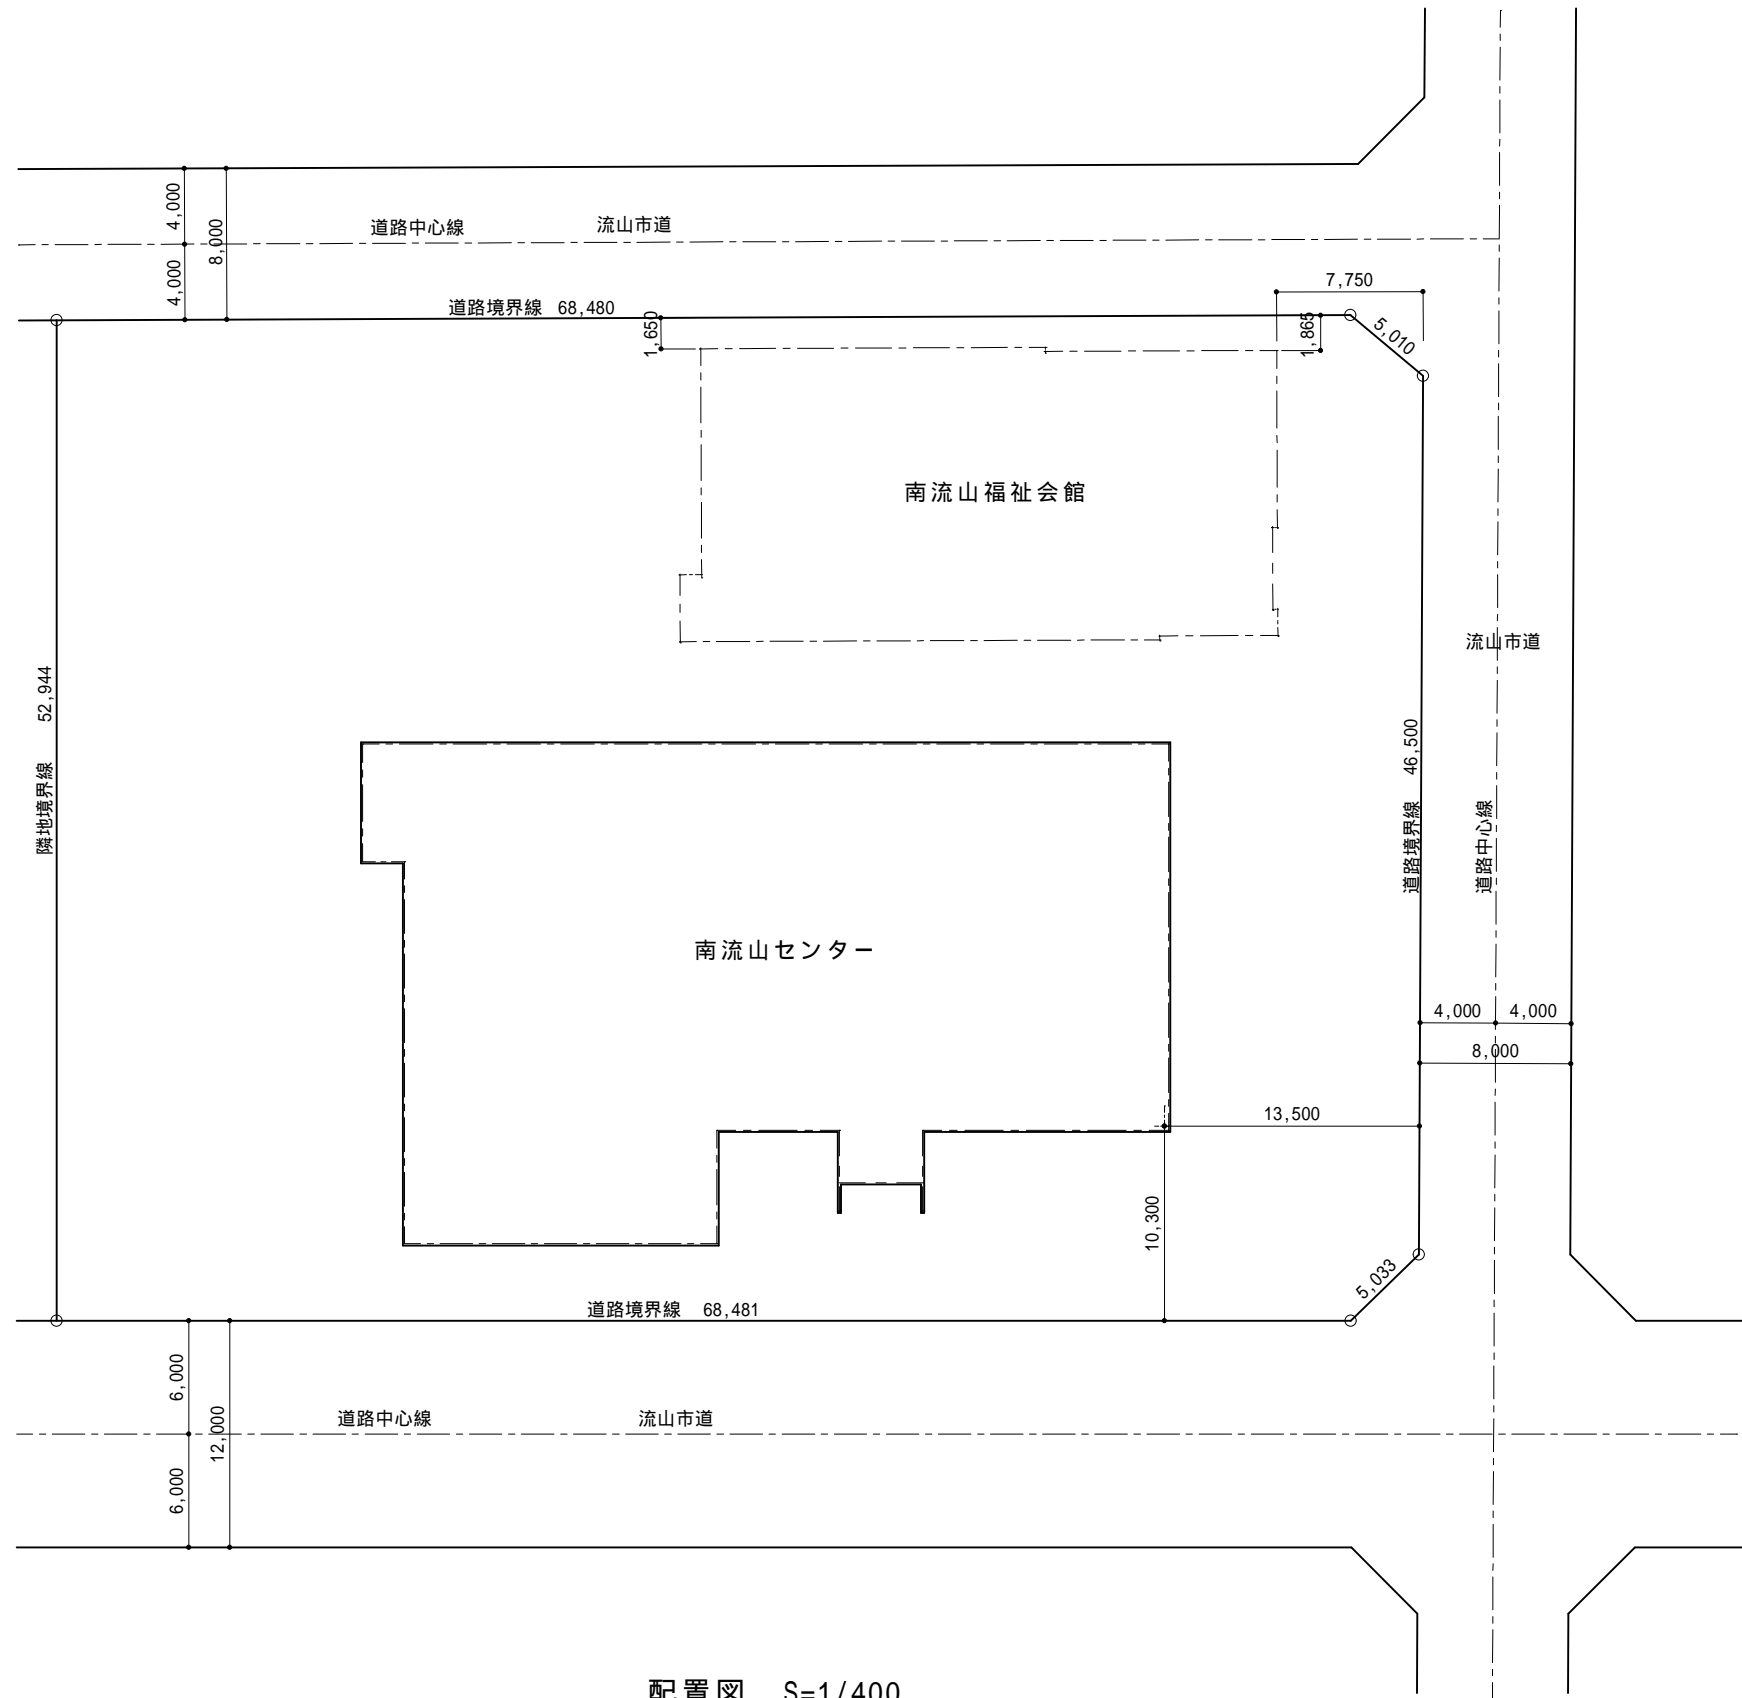 4,000
8,000
4,000
道路中心線
流山市道
7,750
道路境界線 68,480
1,650
1,865
5,010
南流山福祉会館
流山市道
隣地境界線 52,944
道路境界線 46,500
道路中心線
南流山センター
4,000
4,000
8,000
13,500
10,300
5,033
道路境界線 68,481
6,000
12,000
6,000
道路中心線
流山市道
配置図 S=1/400